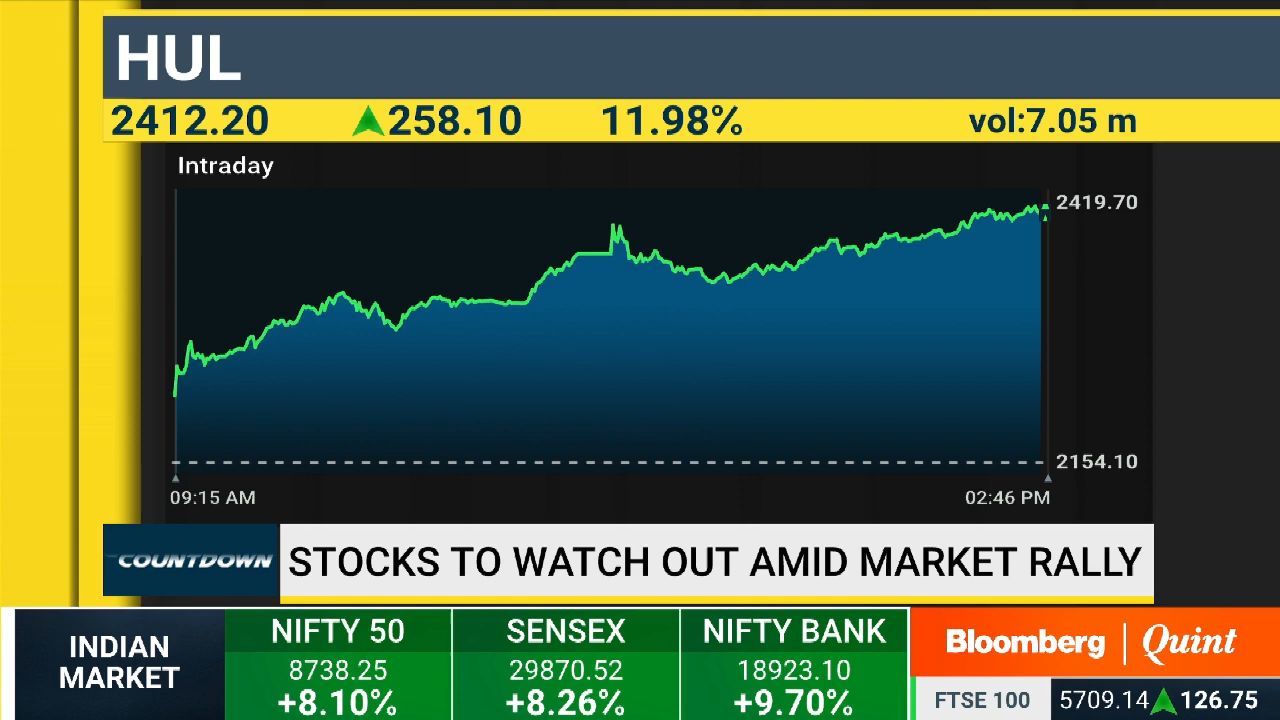 HUL
2412.20 258.10 11.98% vol:7.05 m
Intraday
2419.70
2154.10
09:15 AM 02:46 PM
COUNTDOWN
STOCKS TO WATCH OUT AMID MARKET RALLY
INDIAN
MARKET
NIFTY 50
8738.25
+8.10%
SENSEX
29870.52
+8.26%
NIFTY BANK
18923.10
+9.70%
Bloomberg | Quint
FTSE 100 5709.14 126.75